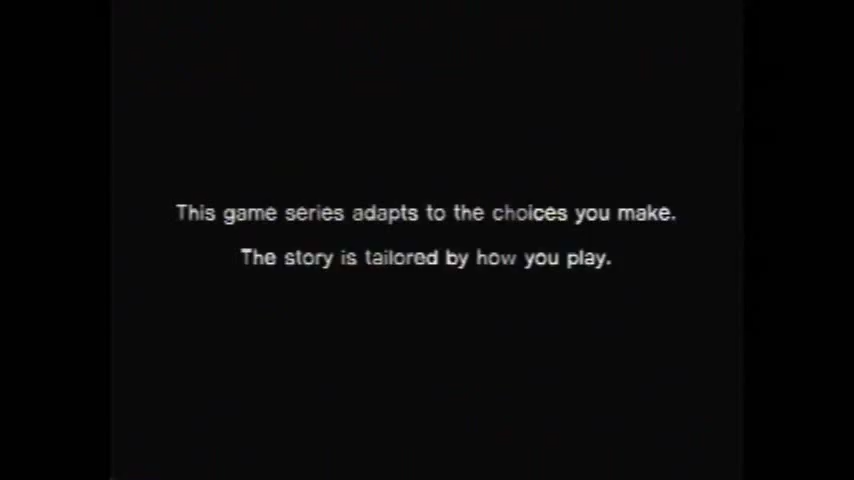 This game series adapts to the choices you make.
The story is tailored by how you play.